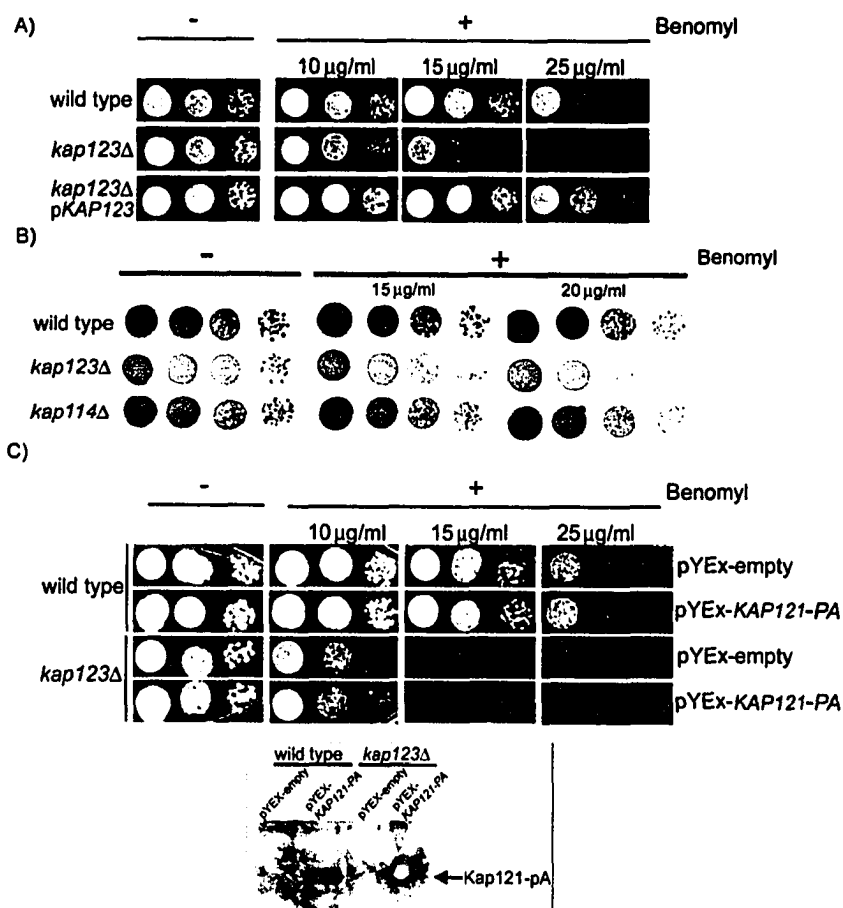 A)
- + Benomyl
10 µg/ml 15 µg/ml 25 µg/ml
wild type
kap123Δ
kap123Δ
pKAP123
B)
- + Benomyl
15 µg/ml 20 µg/ml
wild type
kap123Δ
kap114Δ
C)
- + Benomyl
10 µg/ml 15 µg/ml 25 µg/ml
wild type
pYEx-empty
pYEx-KAP121-PA
kap123Δ
pYEx-empty
pYEx-KAP121-PA
wild type kap123Δ
pYEX-empty
pYEX-
KAP121-PA
pYEX-empty
pYEX-
KAP121-PA
Kap121-pA